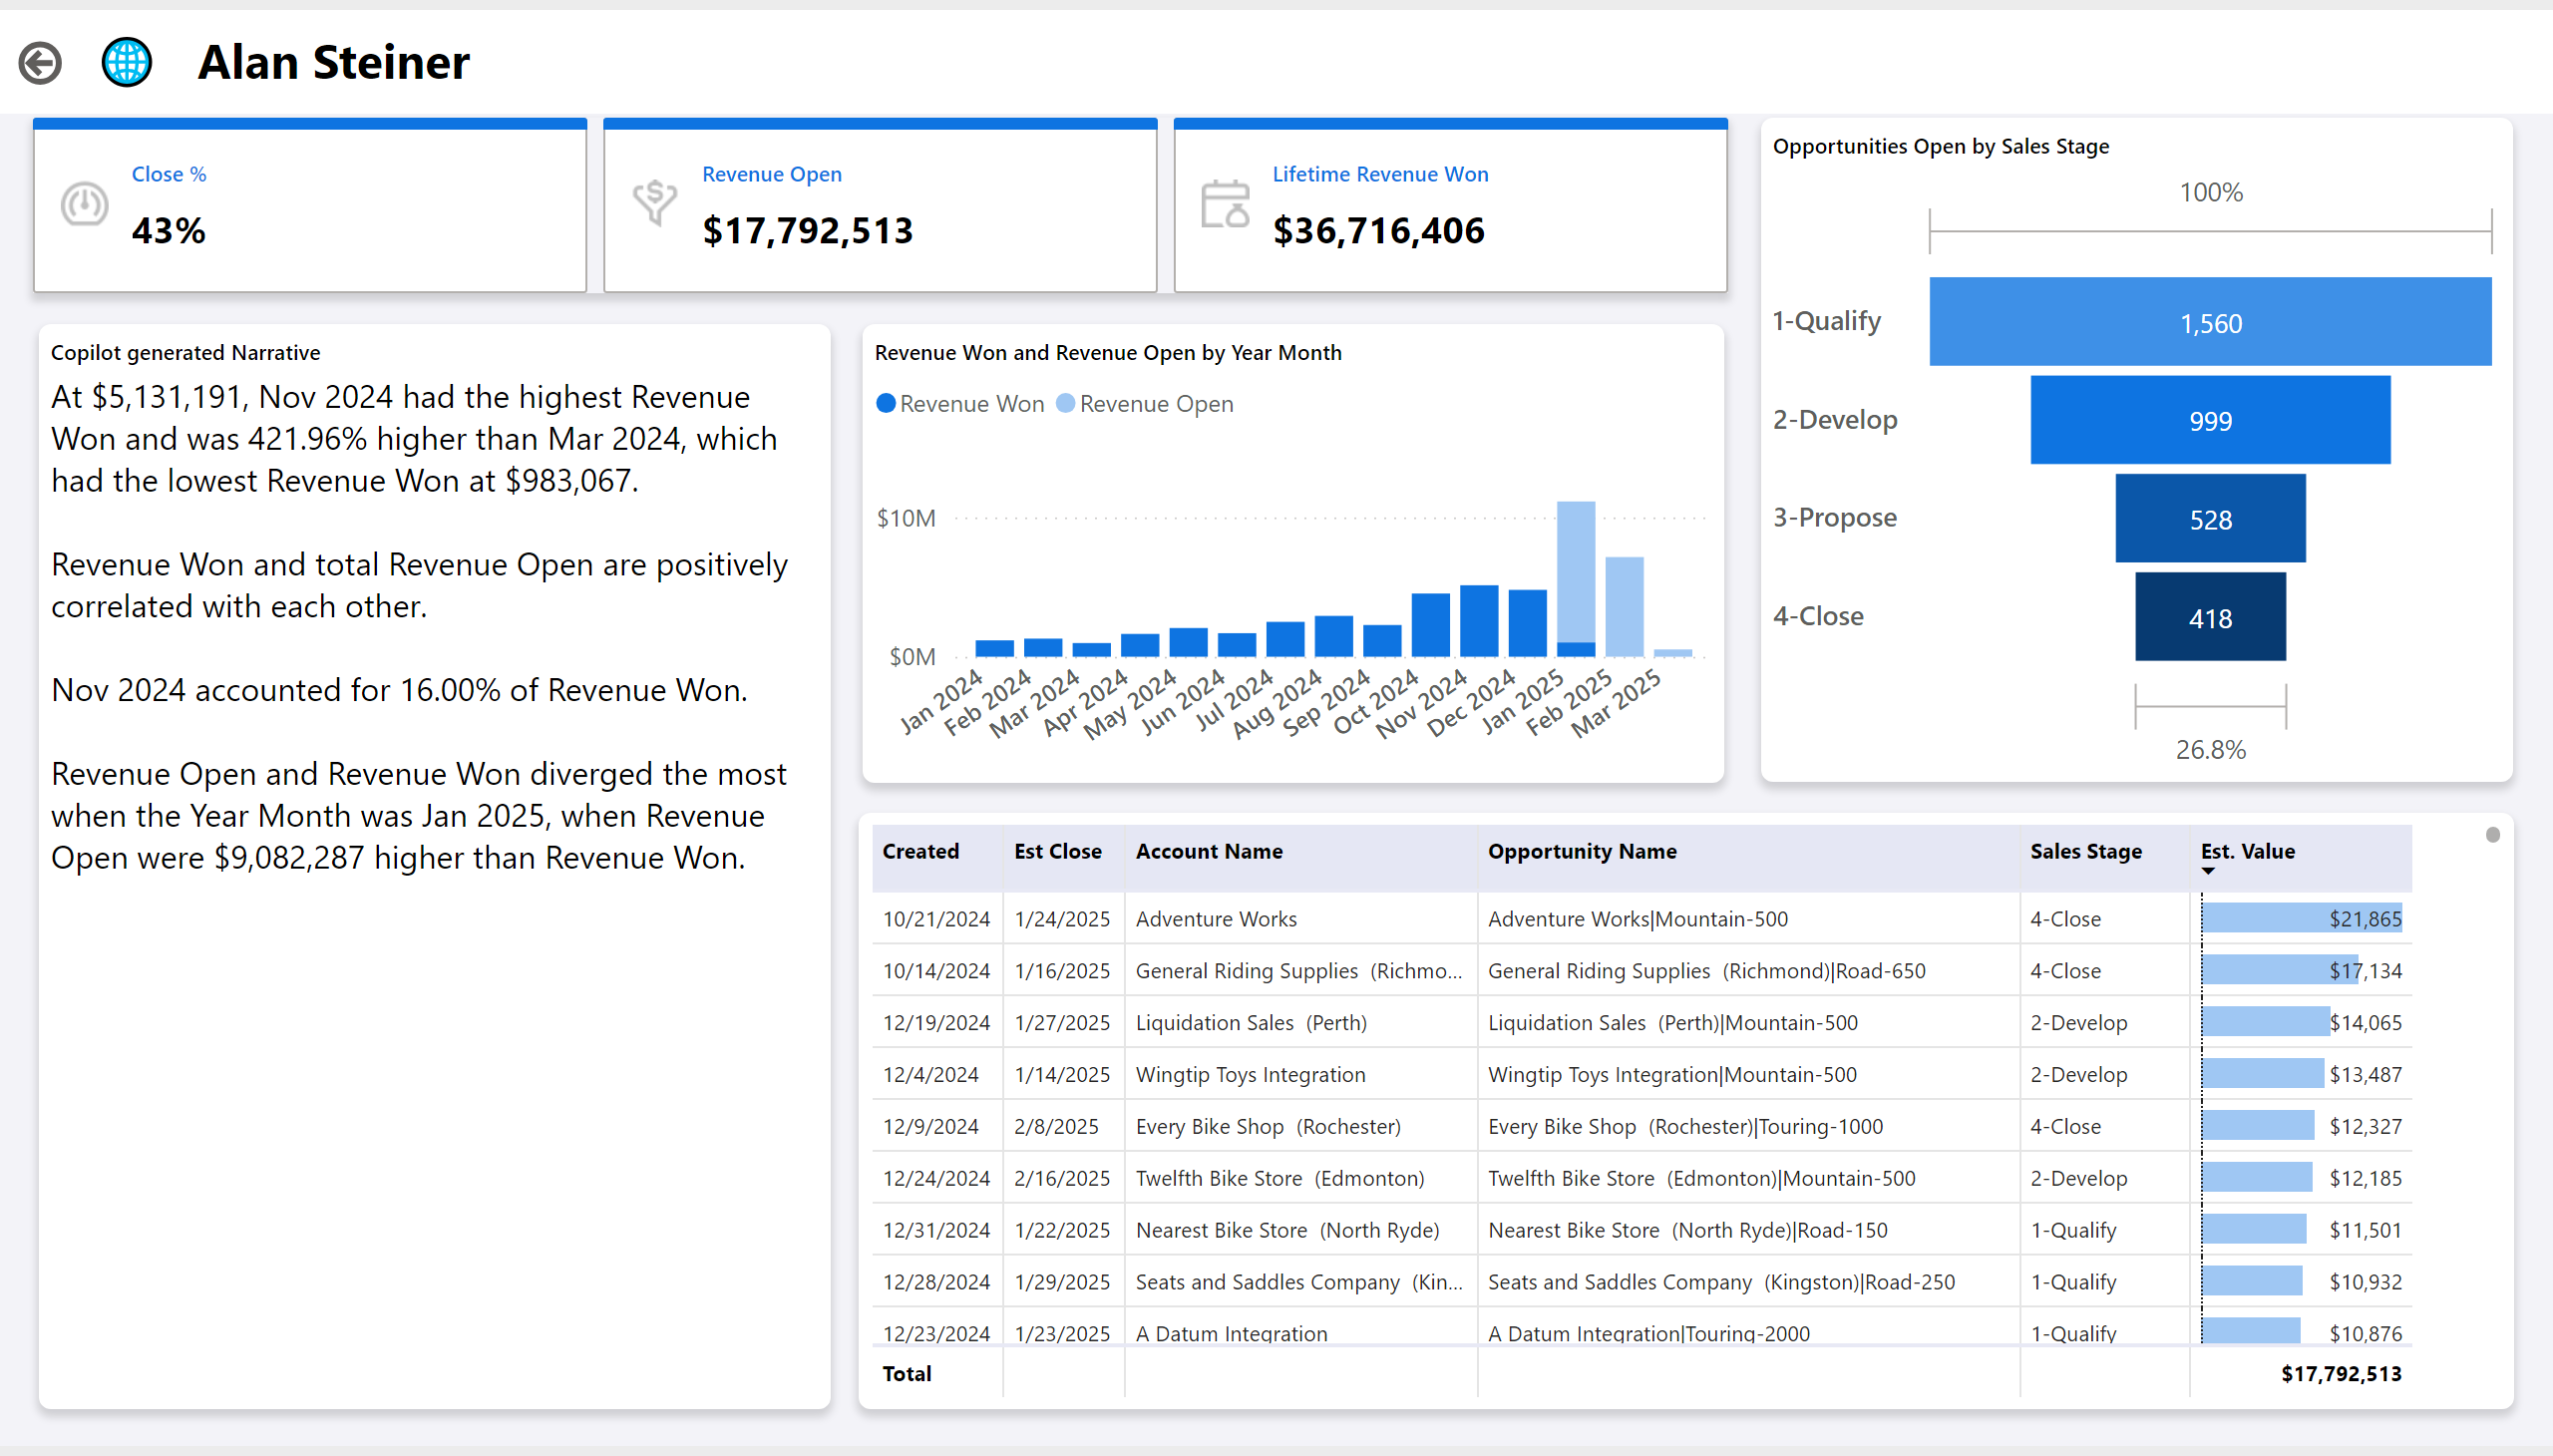 Alan Steiner
Close %
43%
Revenue Open
$17,792,513
Lifetime Revenue Won
$36,716,406
Copilot generated Narrative
At $5,131,191, Nov 2024 had the highest Revenue
Won and was 421.96% higher than Mar 2024, which
had the lowest Revenue Won at $983,067.
Revenue Won and total Revenue Open are positively
correlated with each other.
Nov 2024 accounted for 16.00% of Revenue Won.
Revenue Open and Revenue Won diverged the most
when the Year Month was Jan 2025, when Revenue
Open were $9,082,287 higher than Revenue Won.
Revenue Won and Revenue Open by Year Month
Revenue Won Revenue Open
$10M
$0M
Jan 2024
Feb 2024
Mar 2024
Apr 2024
May 2024
Jun 2024
Jul 2024
Aug 2024
Sep 2024
Oct 2024
Nov 2024
Dec 2024
Jan 2025
Feb 2025
Mar 2025
Opportunities Open by Sales Stage
100%
1-Qualify 1,560
2-Develop 999
3-Propose 528
4-Close 418
26.8%
Created Est Close Account Name Opportunity Name Sales Stage Est. Value
10/21/2024 1/24/2025 Adventure Works Adventure Works|Mountain-500 4-Close $21,865
10/14/2024 1/16/2025 General Riding Supplies (Richmo... General Riding Supplies (Richmond)|Road-650 4-Close $17,134
12/19/2024 1/27/2025 Liquidation Sales (Perth) Liquidation Sales (Perth)|Mountain-500 2-Develop $14,065
12/4/2024 1/14/2025 Wingtip Toys Integration Wingtip Toys Integration|Mountain-500 2-Develop $13,487
12/9/2024 2/8/2025 Every Bike Shop (Rochester) Every Bike Shop (Rochester)|Touring-1000 4-Close $12,327
12/24/2024 2/16/2025 Twelfth Bike Store (Edmonton) Twelfth Bike Store (Edmonton)|Mountain-500 2-Develop $12,185
12/31/2024 1/22/2025 Nearest Bike Store (North Ryde) Nearest Bike Store (North Ryde)|Road-150 1-Qualify $11,501
12/28/2024 1/29/2025 Seats and Saddles Company (Kin... Seats and Saddles Company (Kingston)|Road-250 1-Qualify $10,932
12/23/2024 1/23/2025 A Datum Integration A Datum Integration|Touring-2000 1-Qualify $10,876
Total $17,792,513